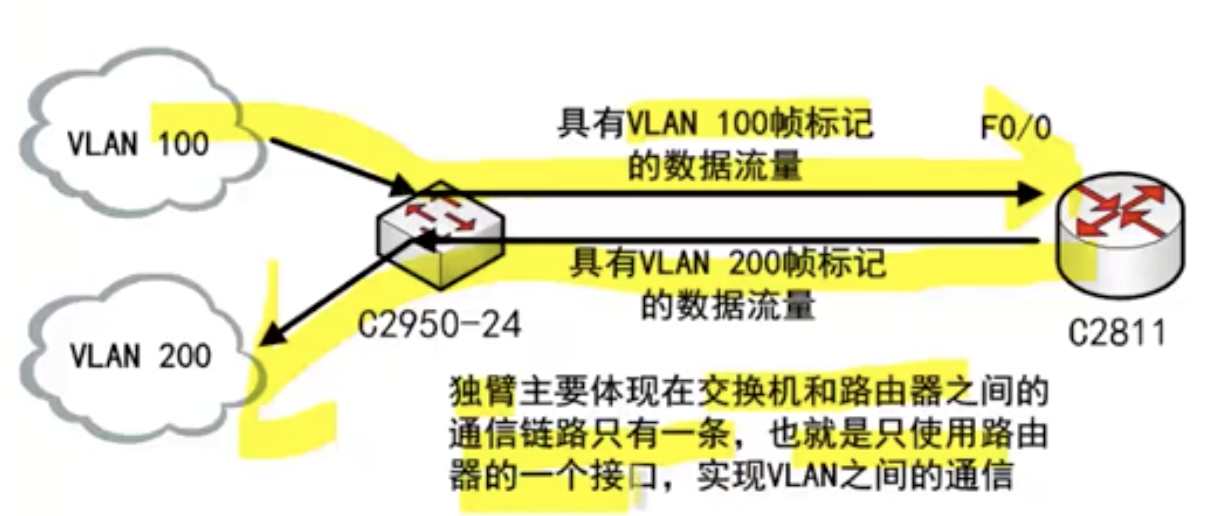 VLAN 100
具有VLAN 100帧标记
的数据流量
F0/0
具有VLAN 200帧标记
的数据流量
C2950-24
C2811
VLAN 200
独臂主要体现在交换机和路由器之间的
通信链路只有一条，也就是只使用路由
器的一个接口，实现VLAN之间的通信